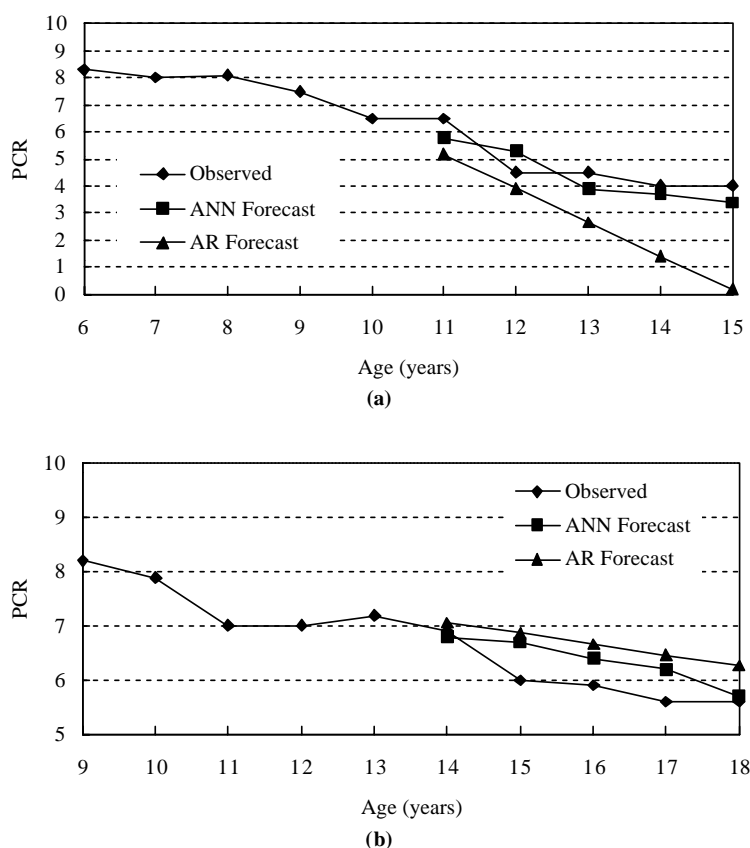 10
9
8
7
6
5
4
3
2
1
0
PCR
Observed
ANN Forecast
AR Forecast
6 7 8 9 10 11 12 13 14 15
Age (years)
(a)
10
9
8
7
6
5
PCR
Observed
ANN Forecast
AR Forecast
9 10 11 12 13 14 15 16 17 18
Age (years)
(b)